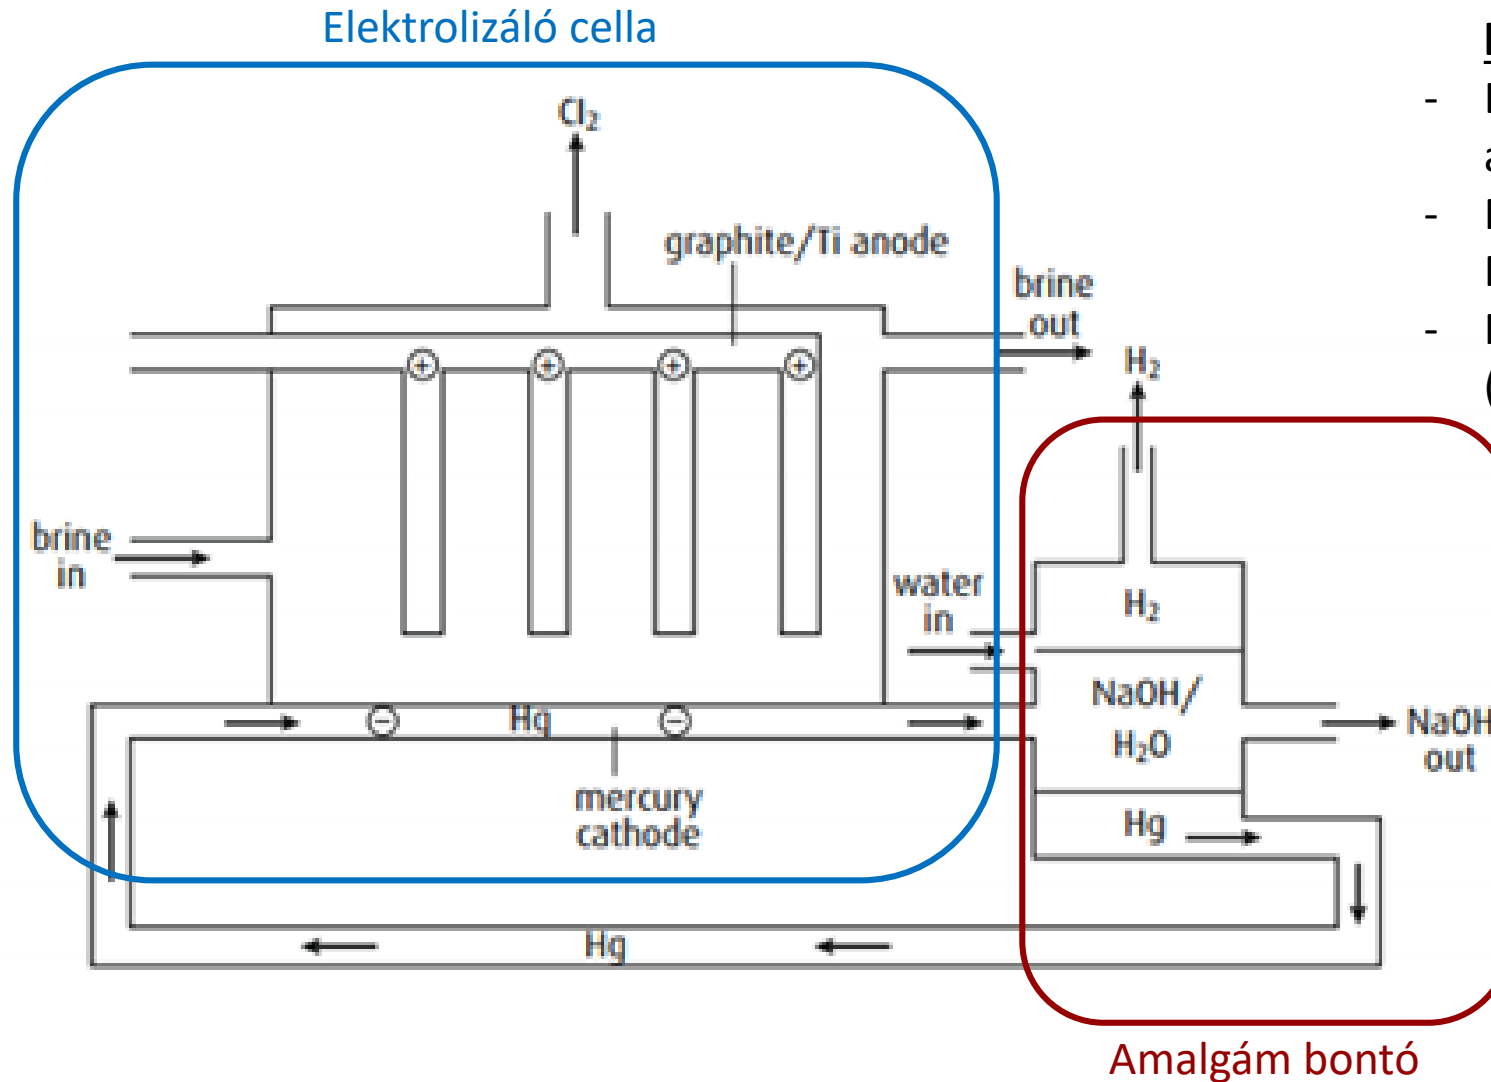 Elektrolizáló cella
Cl₂
graphite/Ti anode
brine
out
H₂
+ + + +
brine
in
water
in
H₂
NaOH/
H₂O
NaOH
out
− Hg −
mercury
cathode
Hg
Hg
Amalgám bontó
-
a
-
-
(